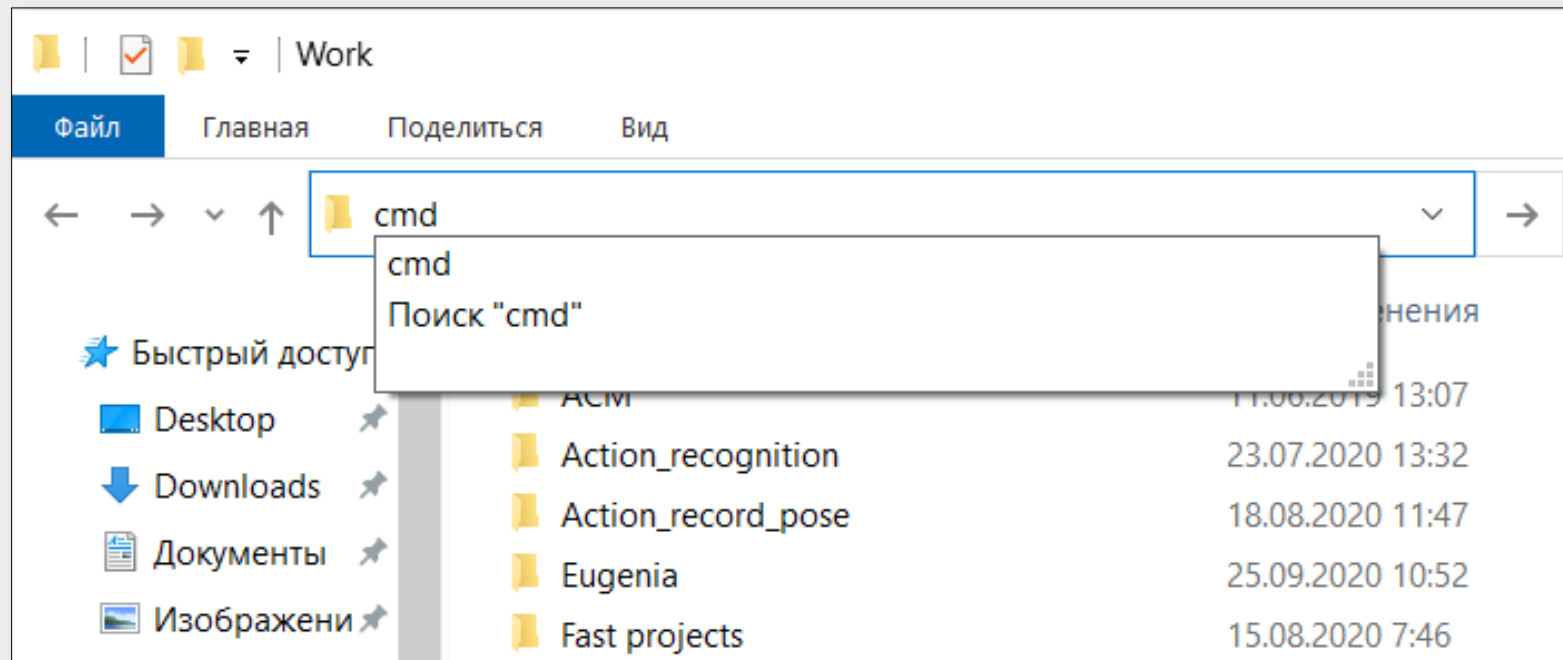 Work
Файл Главная Поделиться Вид
cmd
cmd
Поиск "cmd"
Быстрый доступ
Desktop
Downloads
Документы
Изображени
ACM 11.06.2019 13:07
Action_recognition 23.07.2020 13:32
Action_record_pose 18.08.2020 11:47
Eugenia 25.09.2020 10:52
Fast projects 15.08.2020 7:46